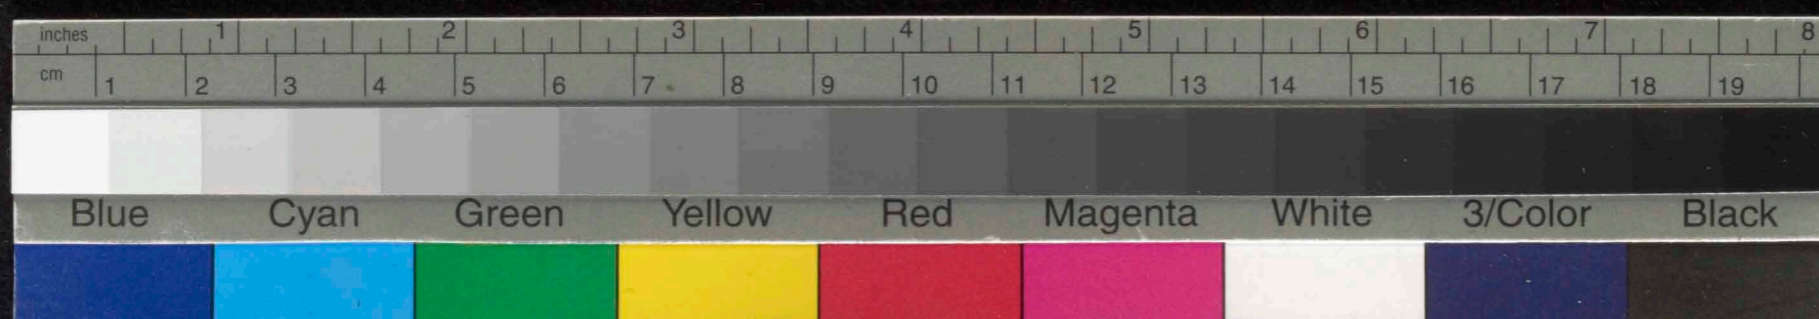 inches 1 2 3 4 5 6 7 8
cm 1 2 3 4 5 6 7 8 9 10 11 12 13 14 15 16 17 18 19
Blue Cyan Green Yellow Red Magenta White 3/Color Black